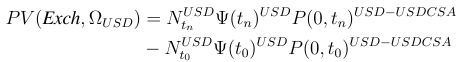 PV(Exch, Ω_{USD}) = N_{t_n}^{USD} Ψ(t_n)^{USD} P(0, t_n)^{USD−USDCSA}
− N_{t_0}^{USD} Ψ(t_0)^{USD} P(0, t_0)^{USD−USDCSA}